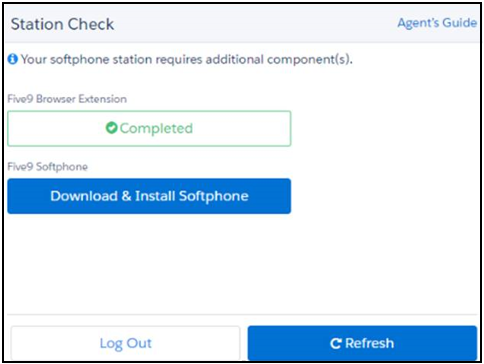 Station Check
Agent's Guide
Your softphone station requires additional component(s).
Five9 Browser Extension
Completed
Five9 Softphone
Download & Install Softphone
Log Out
Refresh